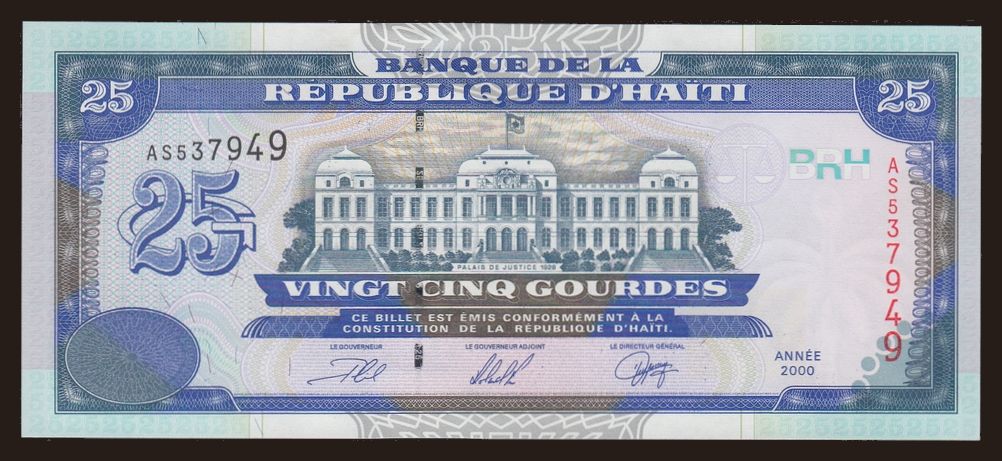 BANQUE DE LA
RÉPUBLIQUE D'HAÏTI
25
25
AS537949
BRH
AS537949
25
PALAIS DE JUSTICE 1928
VINGT CINQ GOURDES
CE BILLET EST ÉMIS CONFORMÉMENT À LA
CONSTITUTION DE LA RÉPUBLIQUE D'HAÏTI.
LE GOUVERNEUR
LE GOUVERNEUR ADJOINT
LE DIRECTEUR GÉNÉRAL
ANNÉE
2000